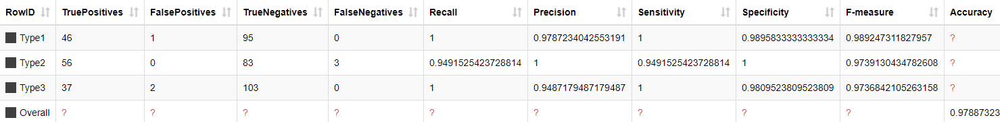 RowID TruePositives FalsePositives TrueNegatives FalseNegatives Recall Precision Sensitivity Specificity F-measure Accuracy
Type1 46 1 95 0 1 0.9787234042553191 1 0.9895833333333334 0.989247311827957 ?
Type2 56 0 83 3 0.9491525423728814 1 0.9491525423728814 1 0.9739130434782608 ?
Type3 37 2 103 0 1 0.9487179487179487 1 0.9809523809523809 0.9736842105263158 ?
Overall ? ? ? ? ? ? ? ? ? 0.97887323